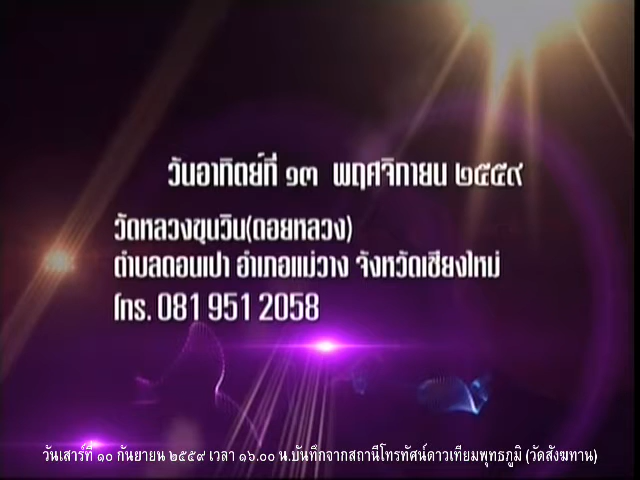 วันอาทิตย์ที่ ๑๓ พฤศจิกายน ๒๕๕๙
วัดหลวงขุนวิน(ดอยหลวง)
ตำบลดอนเปา อำเภอแม่วาง จังหวัดเชียงใหม่
โทร. 081 951 2058
วันเสาร์ที่ ๑๐ กันยายน ๒๕๕๙ เวลา ๑๖.๐๐ น.บันทึกจากสถานีโทรทัศน์ดาวเทียมพุทธภูมิ (วัดสังฆทาน)